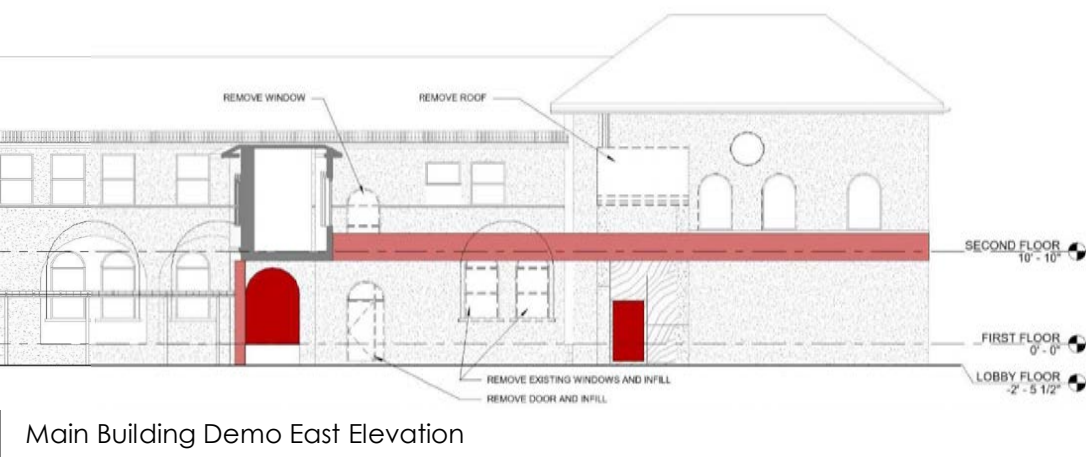 REMOVE WINDOW
REMOVE ROOF
SECOND FLOOR
10' - 10"
FIRST FLOOR
0' - 0"
LOBBY FLOOR
-2' - 5 1/2"
REMOVE EXISTING WINDOWS AND INFILL
REMOVE DOOR AND INFILL
Main Building Demo East Elevation